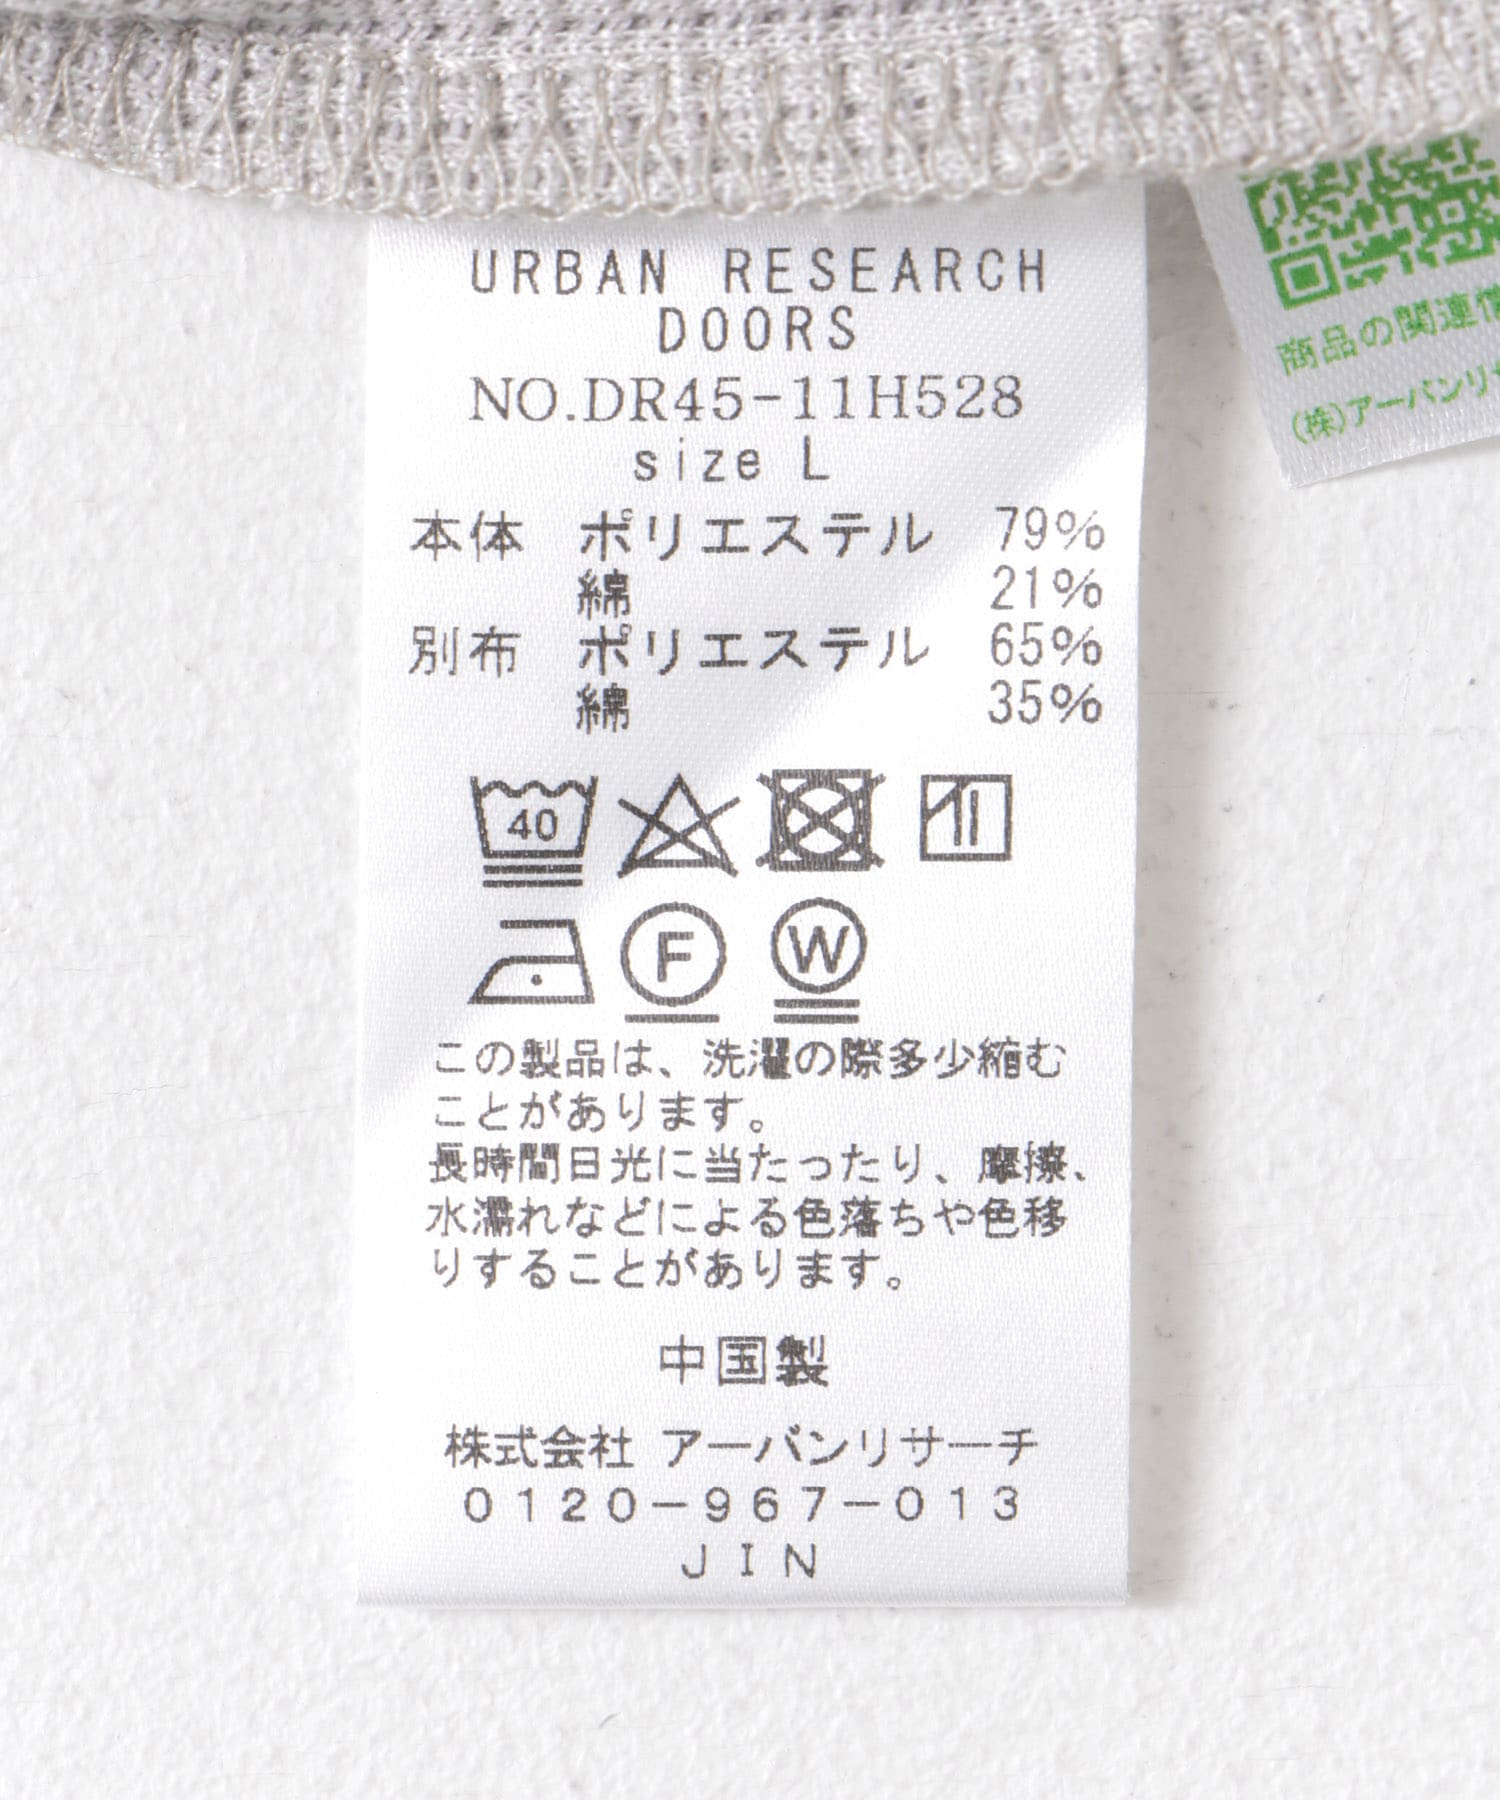 URBAN RESEARCH
DOORS
NO.DR45-11H528
size L
本体 ポリエステル 79%
綿 21%
別布 ポリエステル 65%
綿 35%
40
F W
この製品は、洗濯の際多少縮む
ことがあります。
長時間日光に当たったり、摩擦、
水濡れなどによる色落ちや色移
りすることがあります。
中国製
株式会社 アーバンリサーチ
0120-967-013
JIN
商品の関連情
(株)アーバンリサ